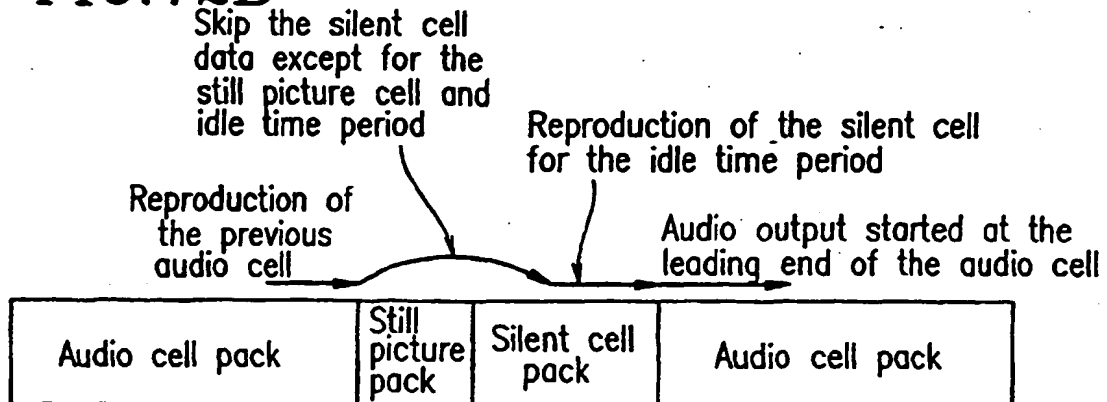 Skip the silent cell
data except for the
still picture cell and
idle time period
Reproduction of the silent cell
for the idle time period
Reproduction of
the previous
audio cell
Audio output started at the
leading end of the audio cell
Audio cell pack
Still
picture
pack
Silent cell
pack
Audio cell pack